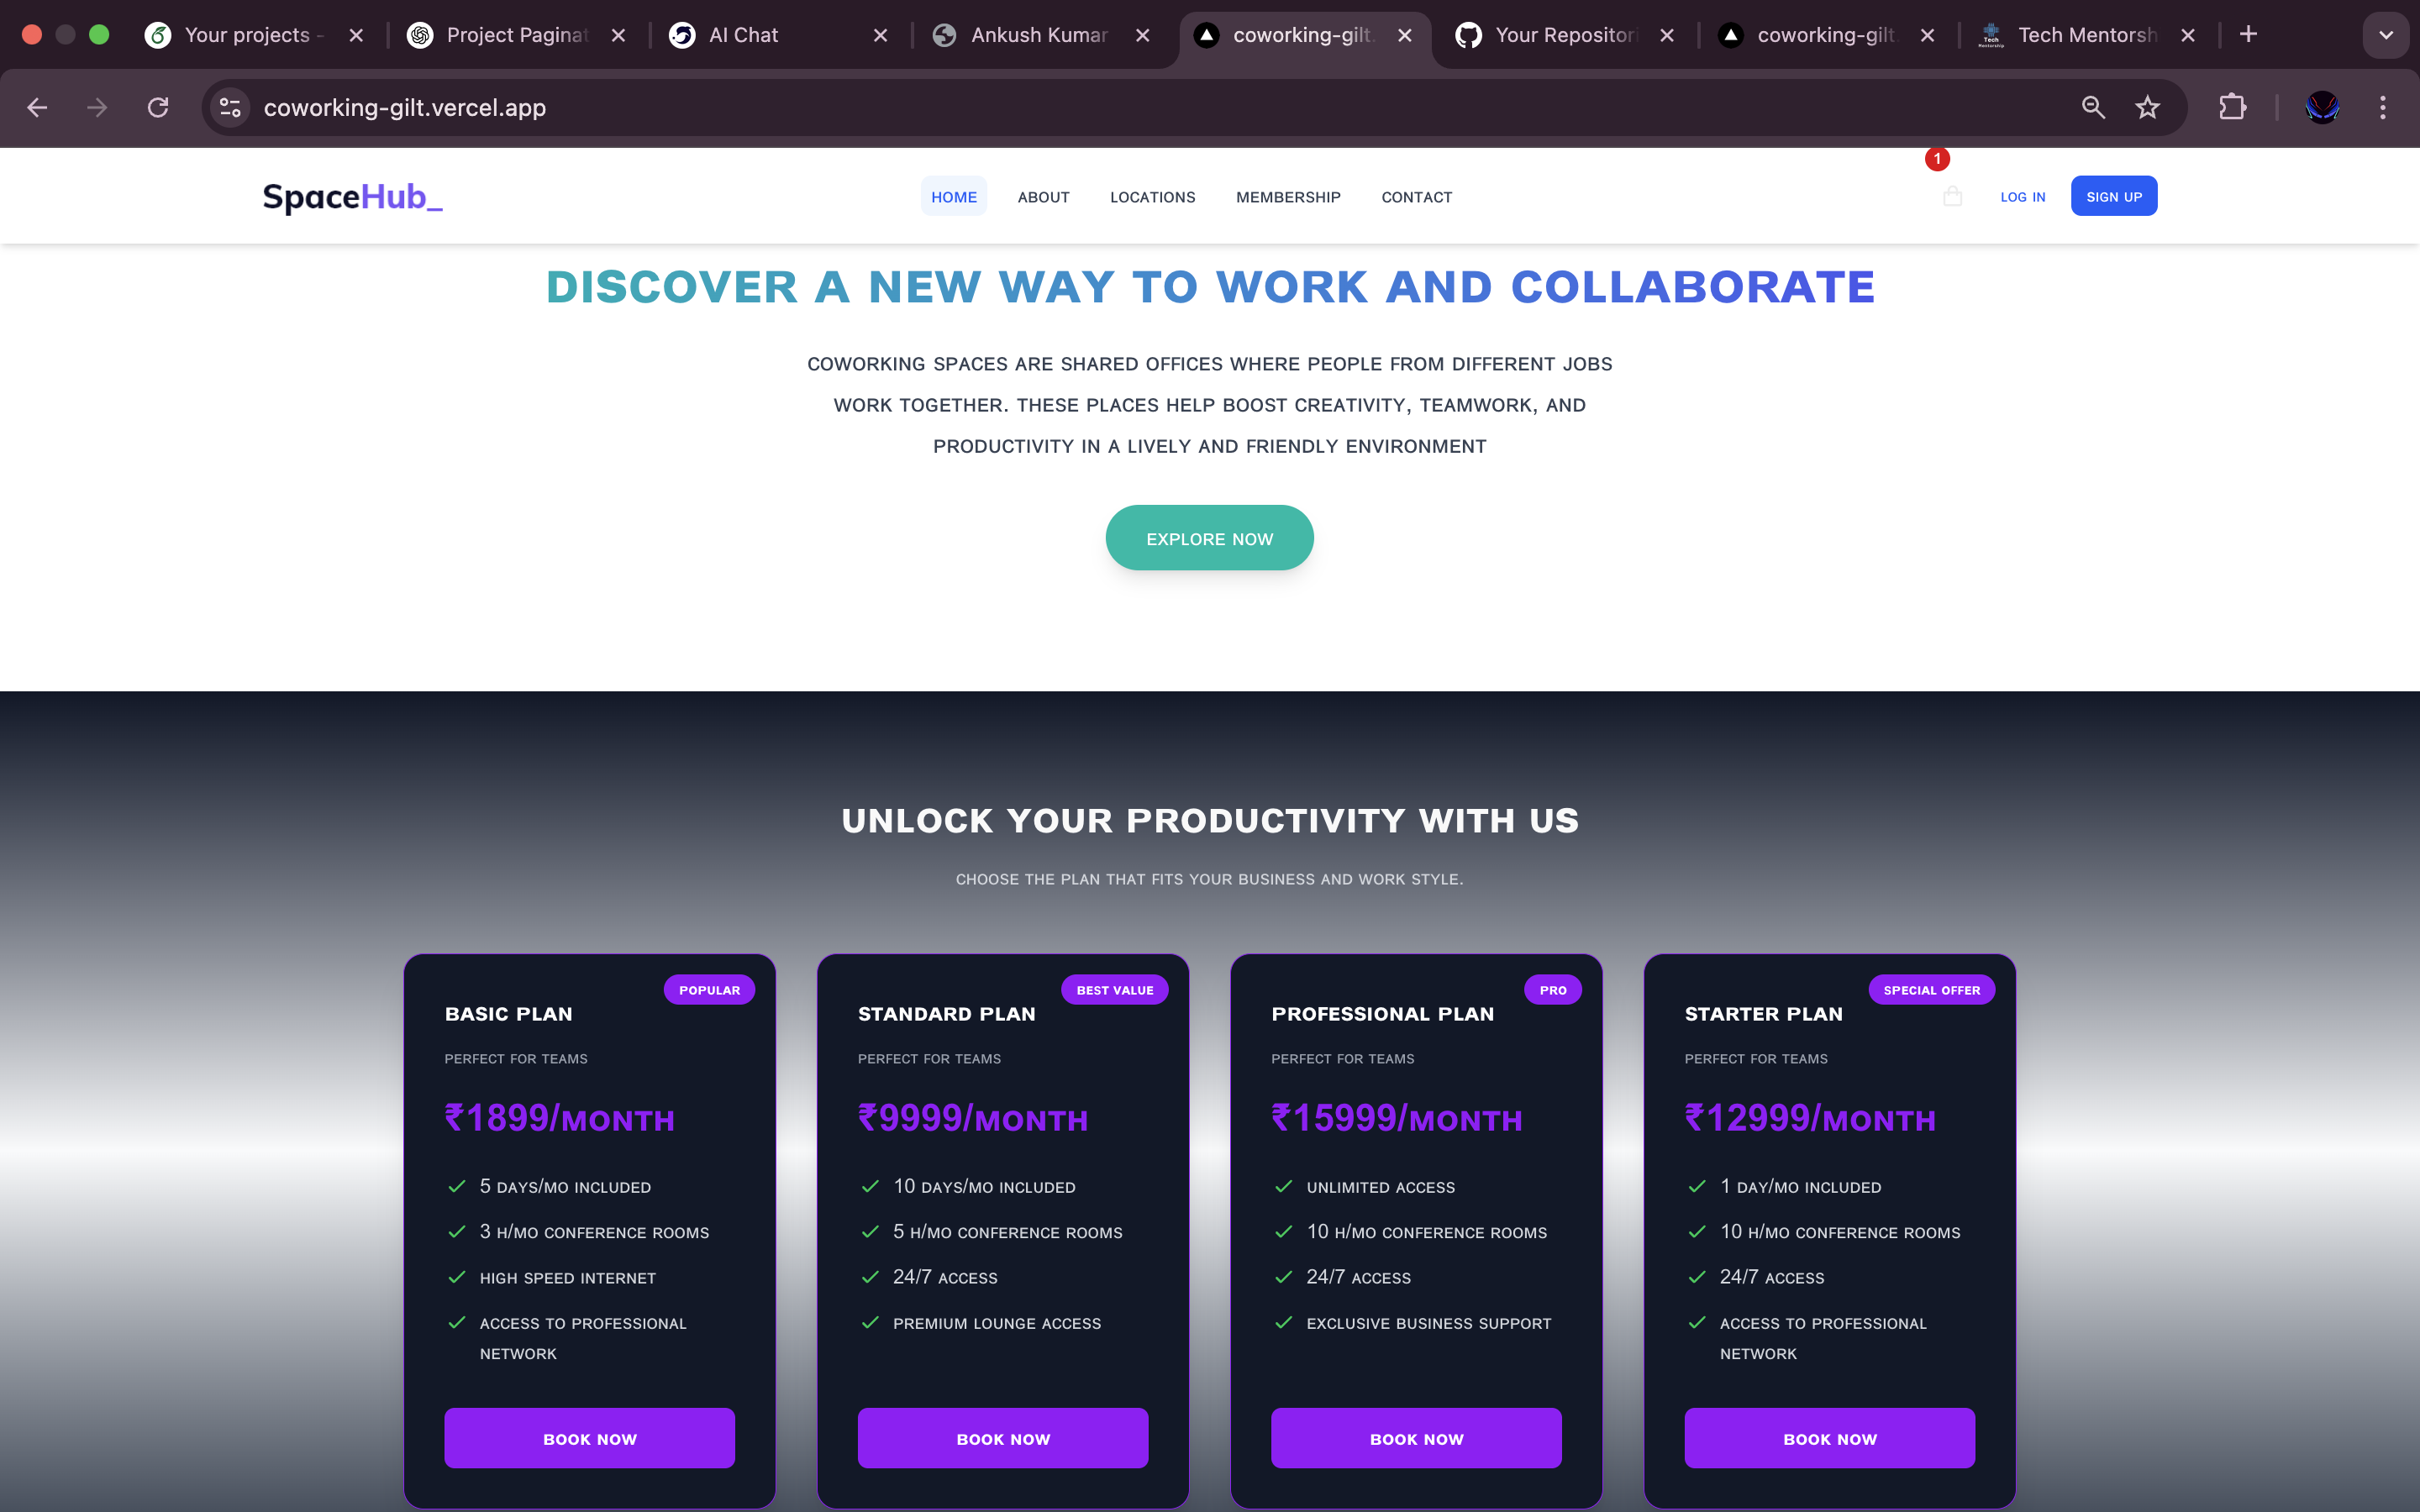 Your projects -
Project Paginat
AI Chat
Ankush Kumar
coworking-gilt.
Your Repositori
coworking-gilt.
Tech Mentorsh
coworking-gilt.vercel.app
SpaceHub_
HOME
ABOUT
LOCATIONS
MEMBERSHIP
CONTACT
1
LOG IN
SIGN UP
DISCOVER A NEW WAY TO WORK AND COLLABORATE
COWORKING SPACES ARE SHARED OFFICES WHERE PEOPLE FROM DIFFERENT JOBS
WORK TOGETHER. THESE PLACES HELP BOOST CREATIVITY, TEAMWORK, AND
PRODUCTIVITY IN A LIVELY AND FRIENDLY ENVIRONMENT
EXPLORE NOW
UNLOCK YOUR PRODUCTIVITY WITH US
CHOOSE THE PLAN THAT FITS YOUR BUSINESS AND WORK STYLE.
POPULAR
BASIC PLAN
PERFECT FOR TEAMS
₹1899/MONTH
5 DAYS/MO INCLUDED
3 H/MO CONFERENCE ROOMS
HIGH SPEED INTERNET
ACCESS TO PROFESSIONAL
NETWORK
BOOK NOW
BEST VALUE
STANDARD PLAN
PERFECT FOR TEAMS
₹9999/MONTH
10 DAYS/MO INCLUDED
5 H/MO CONFERENCE ROOMS
24/7 ACCESS
PREMIUM LOUNGE ACCESS
BOOK NOW
PRO
PROFESSIONAL PLAN
PERFECT FOR TEAMS
₹15999/MONTH
UNLIMITED ACCESS
10 H/MO CONFERENCE ROOMS
24/7 ACCESS
EXCLUSIVE BUSINESS SUPPORT
BOOK NOW
SPECIAL OFFER
STARTER PLAN
PERFECT FOR TEAMS
₹12999/MONTH
1 DAY/MO INCLUDED
10 H/MO CONFERENCE ROOMS
24/7 ACCESS
ACCESS TO PROFESSIONAL
NETWORK
BOOK NOW